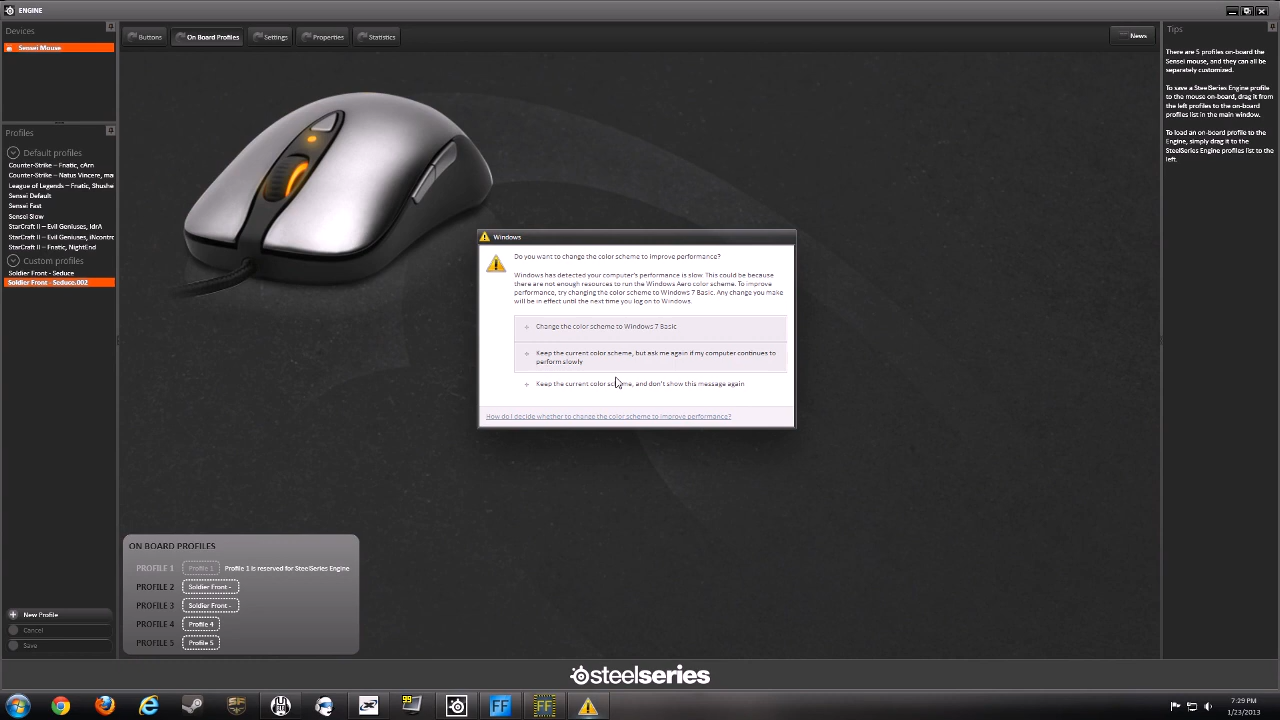 ENGINE
Devices
Sensei Mouse
Profiles
Default profiles
Counter-Strike – Fnatic, cArn
Counter-Strike – Natus Vincere, ma
League of Legends – Fnatic, Shushe
Sensei Default
Sensei Fast
Sensei Slow
StarCraft II – Evil Geniuses, IdrA
StarCraft II – Evil Geniuses, iNcontrc
StarCraft II – Fnatic, NightEnd
Custom profiles
Soldier Front - Seduce
Soldier Front - Seduce.002
New Profile
Cancel
Save
Buttons
On Board Profiles
Settings
Properties
Statistics
News
Windows
Do you want to change the color scheme to improve performance?
Windows has detected your computer's performance is slow. This could be because
there are not enough resources to run the Windows Aero color scheme. To improve
performance, try changing the color scheme to Windows 7 Basic. Any change you make
will be in effect until the next time you log on to Windows.
Change the color scheme to Windows 7 Basic
Keep the current color scheme, but ask me again if my computer continues to
perform slowly
Keep the current color scheme, and don't show this message again
How do I decide whether to change the color scheme to improve performance?
ON BOARD PROFILES
PROFILE 1 Profile 1 Profile 1 is reserved for SteelSeries Engine
PROFILE 2 Soldier Front -
PROFILE 3 Soldier Front -
PROFILE 4 Profile 4
PROFILE 5 Profile 5
steelseries
Tips
There are 5 profiles on-board the
Sensei mouse, and they can all be
separately customized.
To save a SteelSeries Engine
profile to the mouse on-board, drag it from
the left profiles to the on-board
profiles list in the main window.
To load an on-board profile to the
Engine, simply drag it to the
SteelSeries Engine profiles list to the
left.
99
FF
FF
7:29 PM
1/23/2013